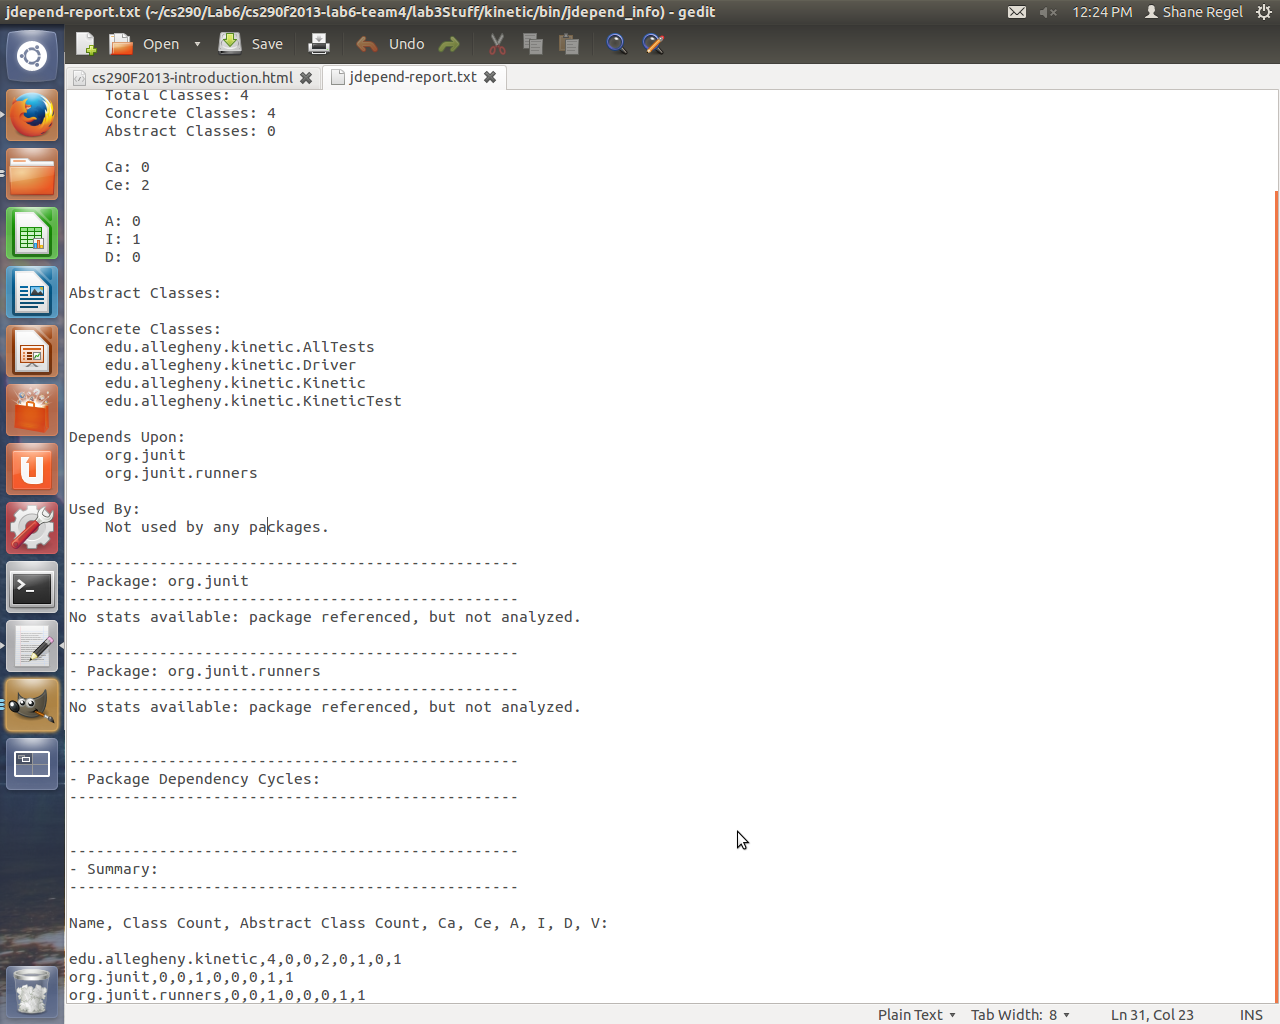 jdepend-report.txt (~/cs290/Lab6/cs290f2013-lab6-team4/lab3Stuff/kinetic/bin/jdepend_info) - gedit
12:24 PM Shane Regel
Open Save Undo
cs290F2013-introduction.html jdepend-report.txt
Total Classes: 4
Concrete Classes: 4
Abstract Classes: 0
Ca: 0
Ce: 2
A: 0
I: 1
D: 0
Abstract Classes:
Concrete Classes:
edu.allegheny.kinetic.AllTests
edu.allegheny.kinetic.Driver
edu.allegheny.kinetic.Kinetic
edu.allegheny.kinetic.KineticTest
Depends Upon:
org.junit
org.junit.runners
Used By:
Not used by any packages.
--------------------------------------------------
- Package: org.junit
--------------------------------------------------
No stats available: package referenced, but not analyzed.
--------------------------------------------------
- Package: org.junit.runners
--------------------------------------------------
No stats available: package referenced, but not analyzed.
--------------------------------------------------
- Package Dependency Cycles:
--------------------------------------------------
--------------------------------------------------
- Summary:
--------------------------------------------------
Name, Class Count, Abstract Class Count, Ca, Ce, A, I, D, V:
edu.allegheny.kinetic,4,0,0,2,0,1,0,1
org.junit,0,0,1,0,0,0,1,1
org.junit.runners,0,0,1,0,0,0,1,1
Plain Text Tab Width: 8 Ln 31, Col 23 INS